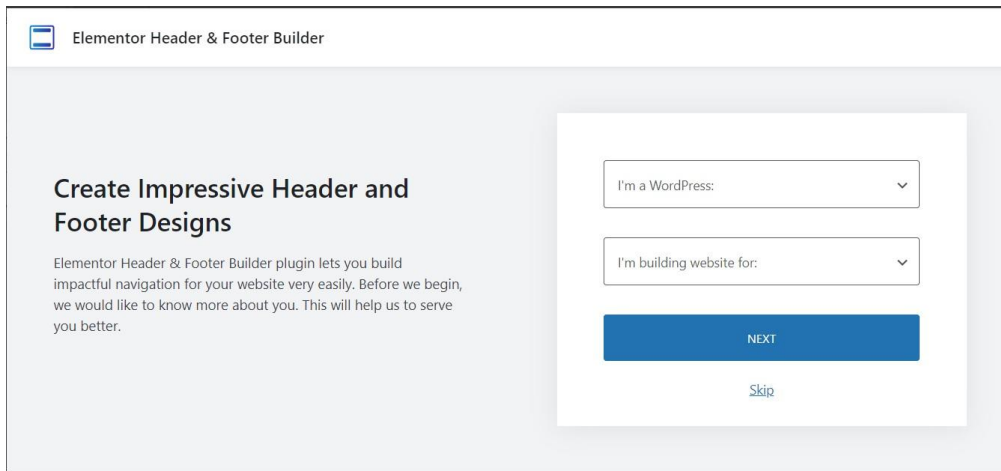 Elementor Header & Footer Builder
Create Impressive Header and
Footer Designs
Elementor Header & Footer Builder plugin lets you build
impactful navigation for your website very easily. Before we begin,
we would like to know more about you. This will help us to serve
you better.
I'm a WordPress:
I'm building website for:
NEXT
Skip